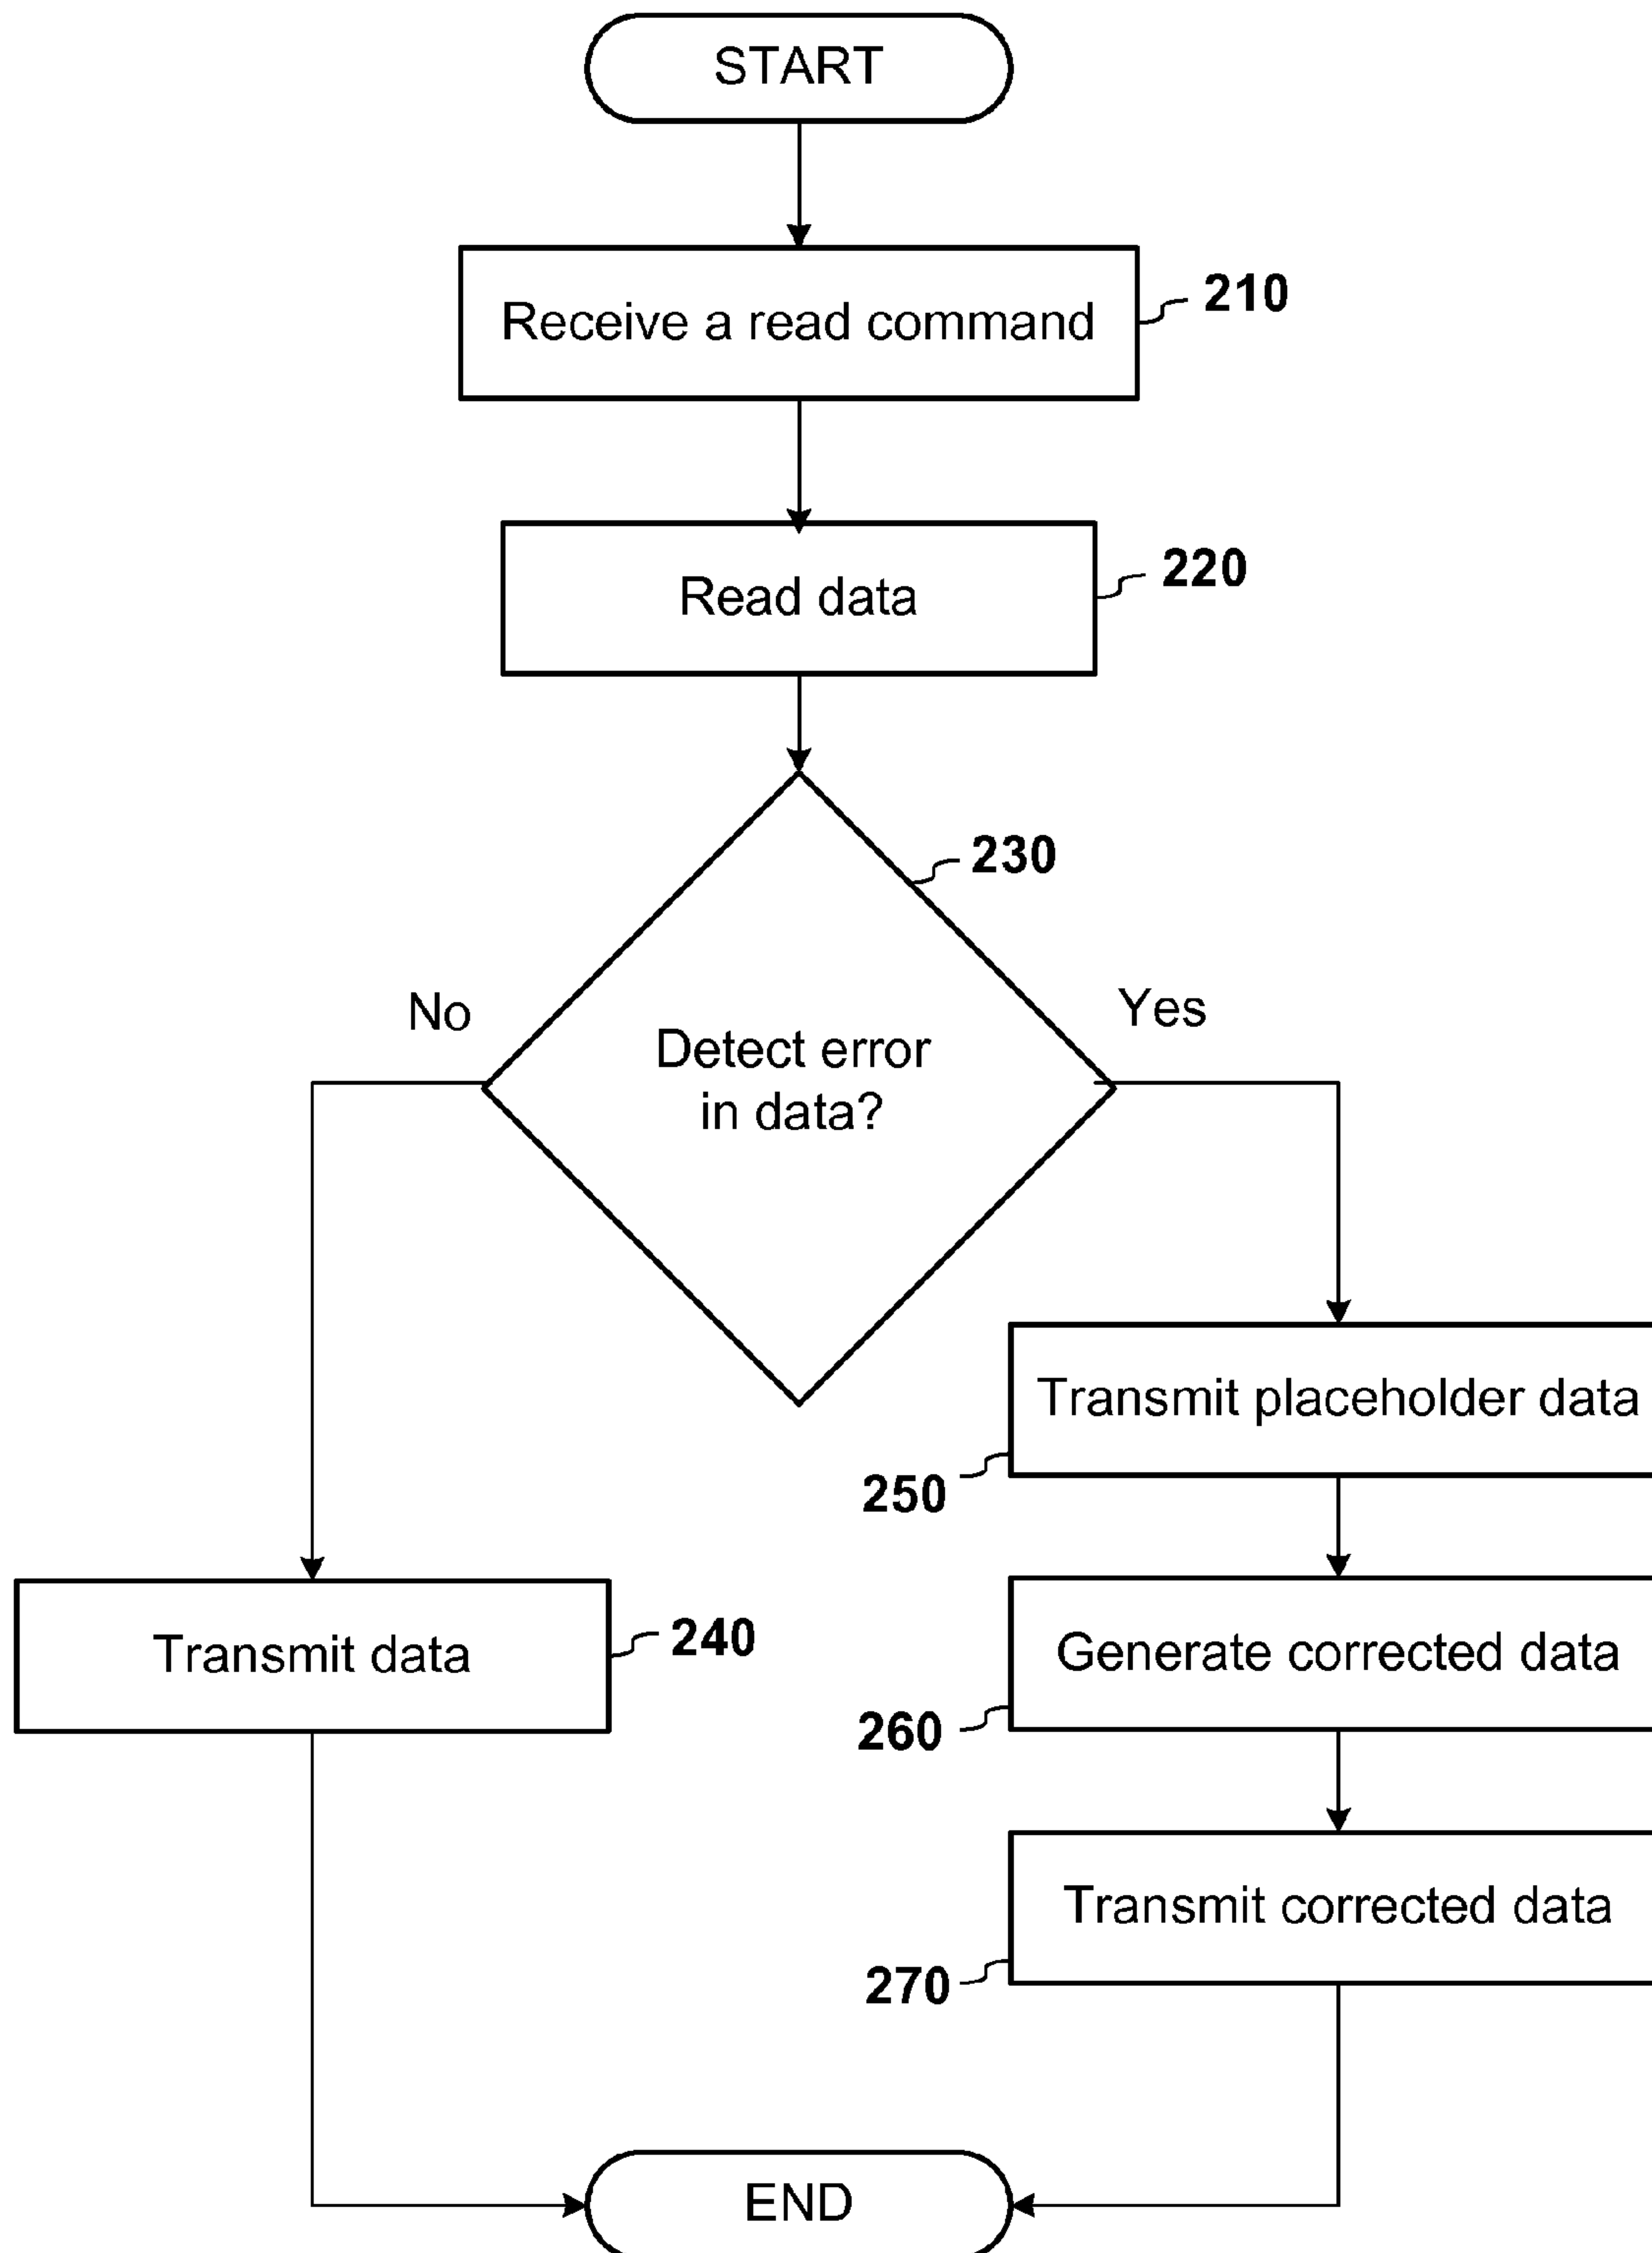 START
Receive a read command
210
Read data
220
230
No
Yes
Detect error
in data?
Transmit placeholder data
250
Transmit data
240
Generate corrected data
260
Transmit corrected data
270
END